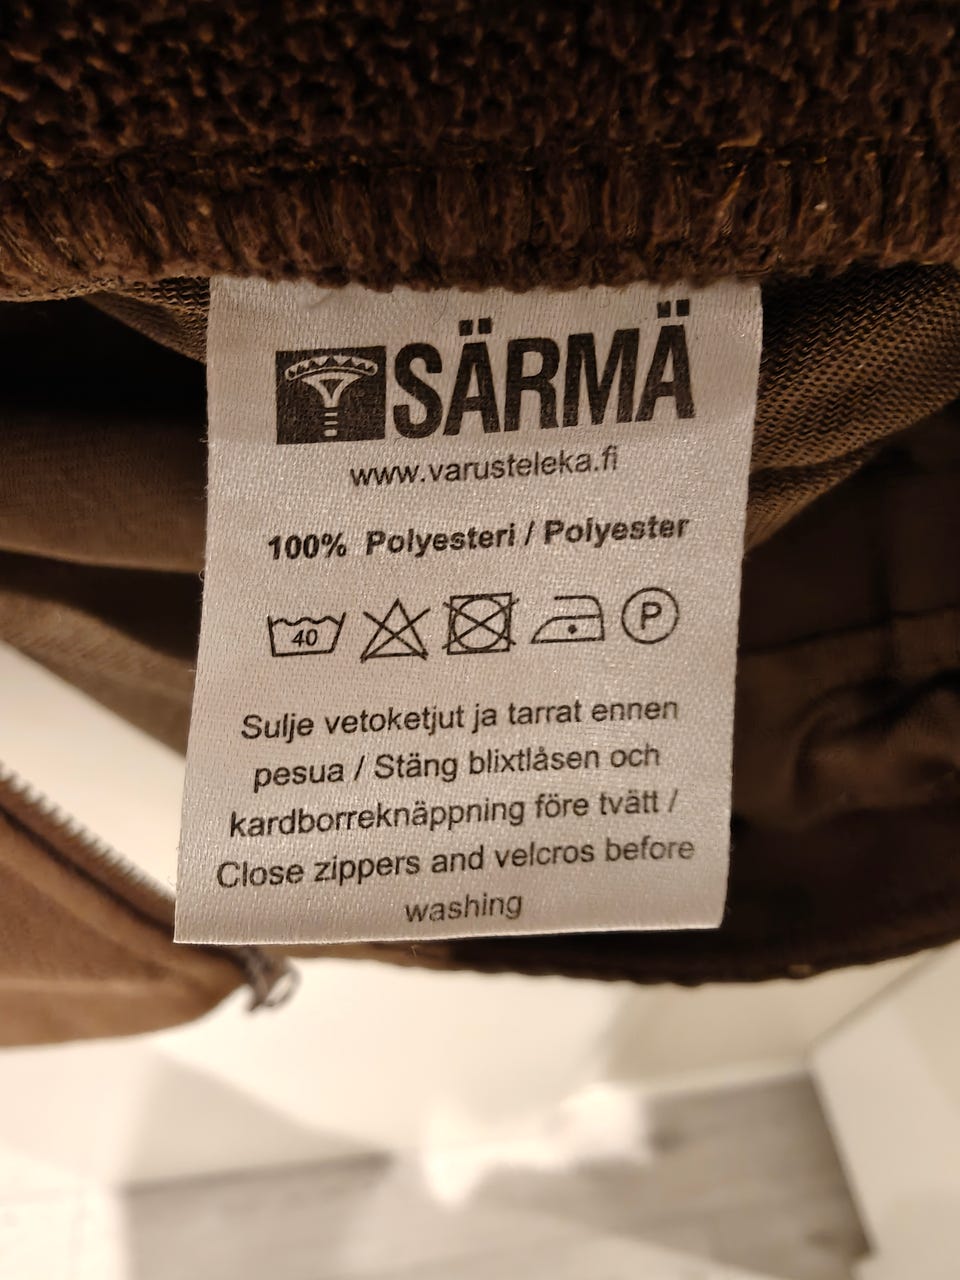 SÄRMÄ
www.varusteleka.fi
100% Polyesteri / Polyester
40 P
Sulje vetoketjut ja tarrat ennen
pesua / Stäng blixtlåsen och
kardborreknäppning före tvätt /
Close zippers and velcros before
washing